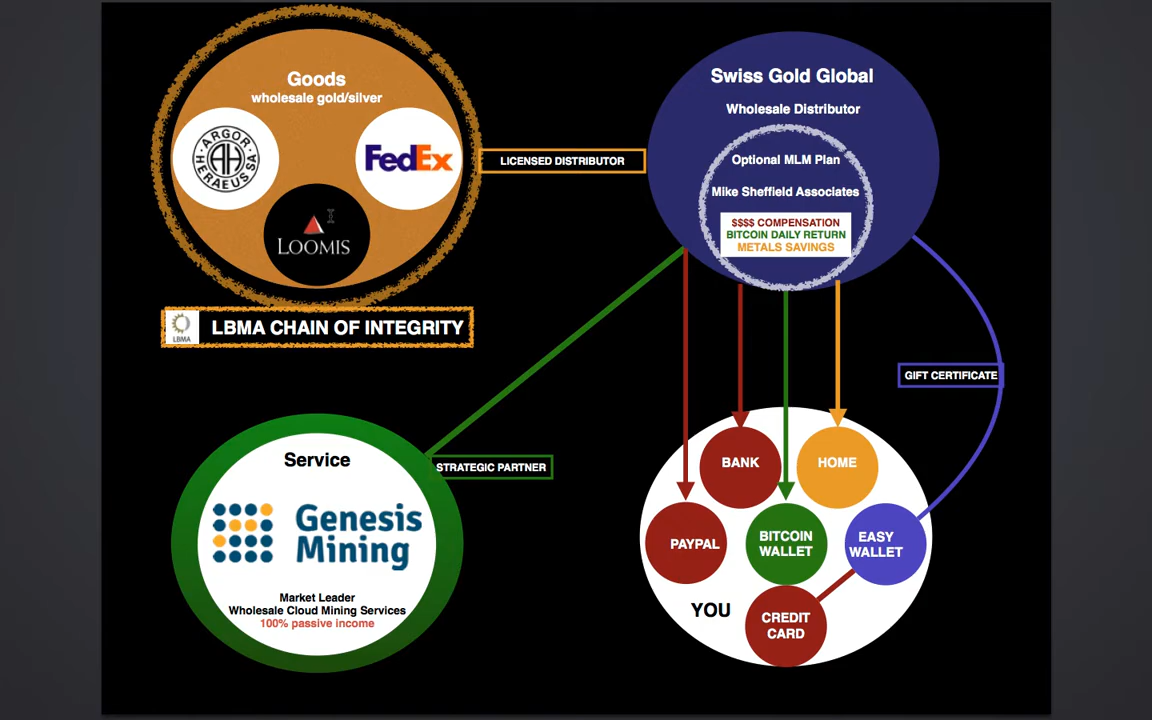 Goods
wholesale gold/silver
ARGOR
HERAEUS SA
AH
FedEx
LOOMIS
LBMA
LBMA CHAIN OF INTEGRITY
LICENSED DISTRIBUTOR
Swiss Gold Global
Wholesale Distributor
Optional MLM Plan
Mike Sheffield Associates
$$$$ COMPENSATION
BITCOIN DAILY RETURN
METALS SAVINGS
GIFT CERTIFICATE
STRATEGIC PARTNER
Service
Genesis
Mining
Market Leader
Wholesale Cloud Mining Services
100% passive income
BANK
HOME
PAYPAL
BITCOIN
WALLET
EASY
WALLET
YOU
CREDIT
CARD